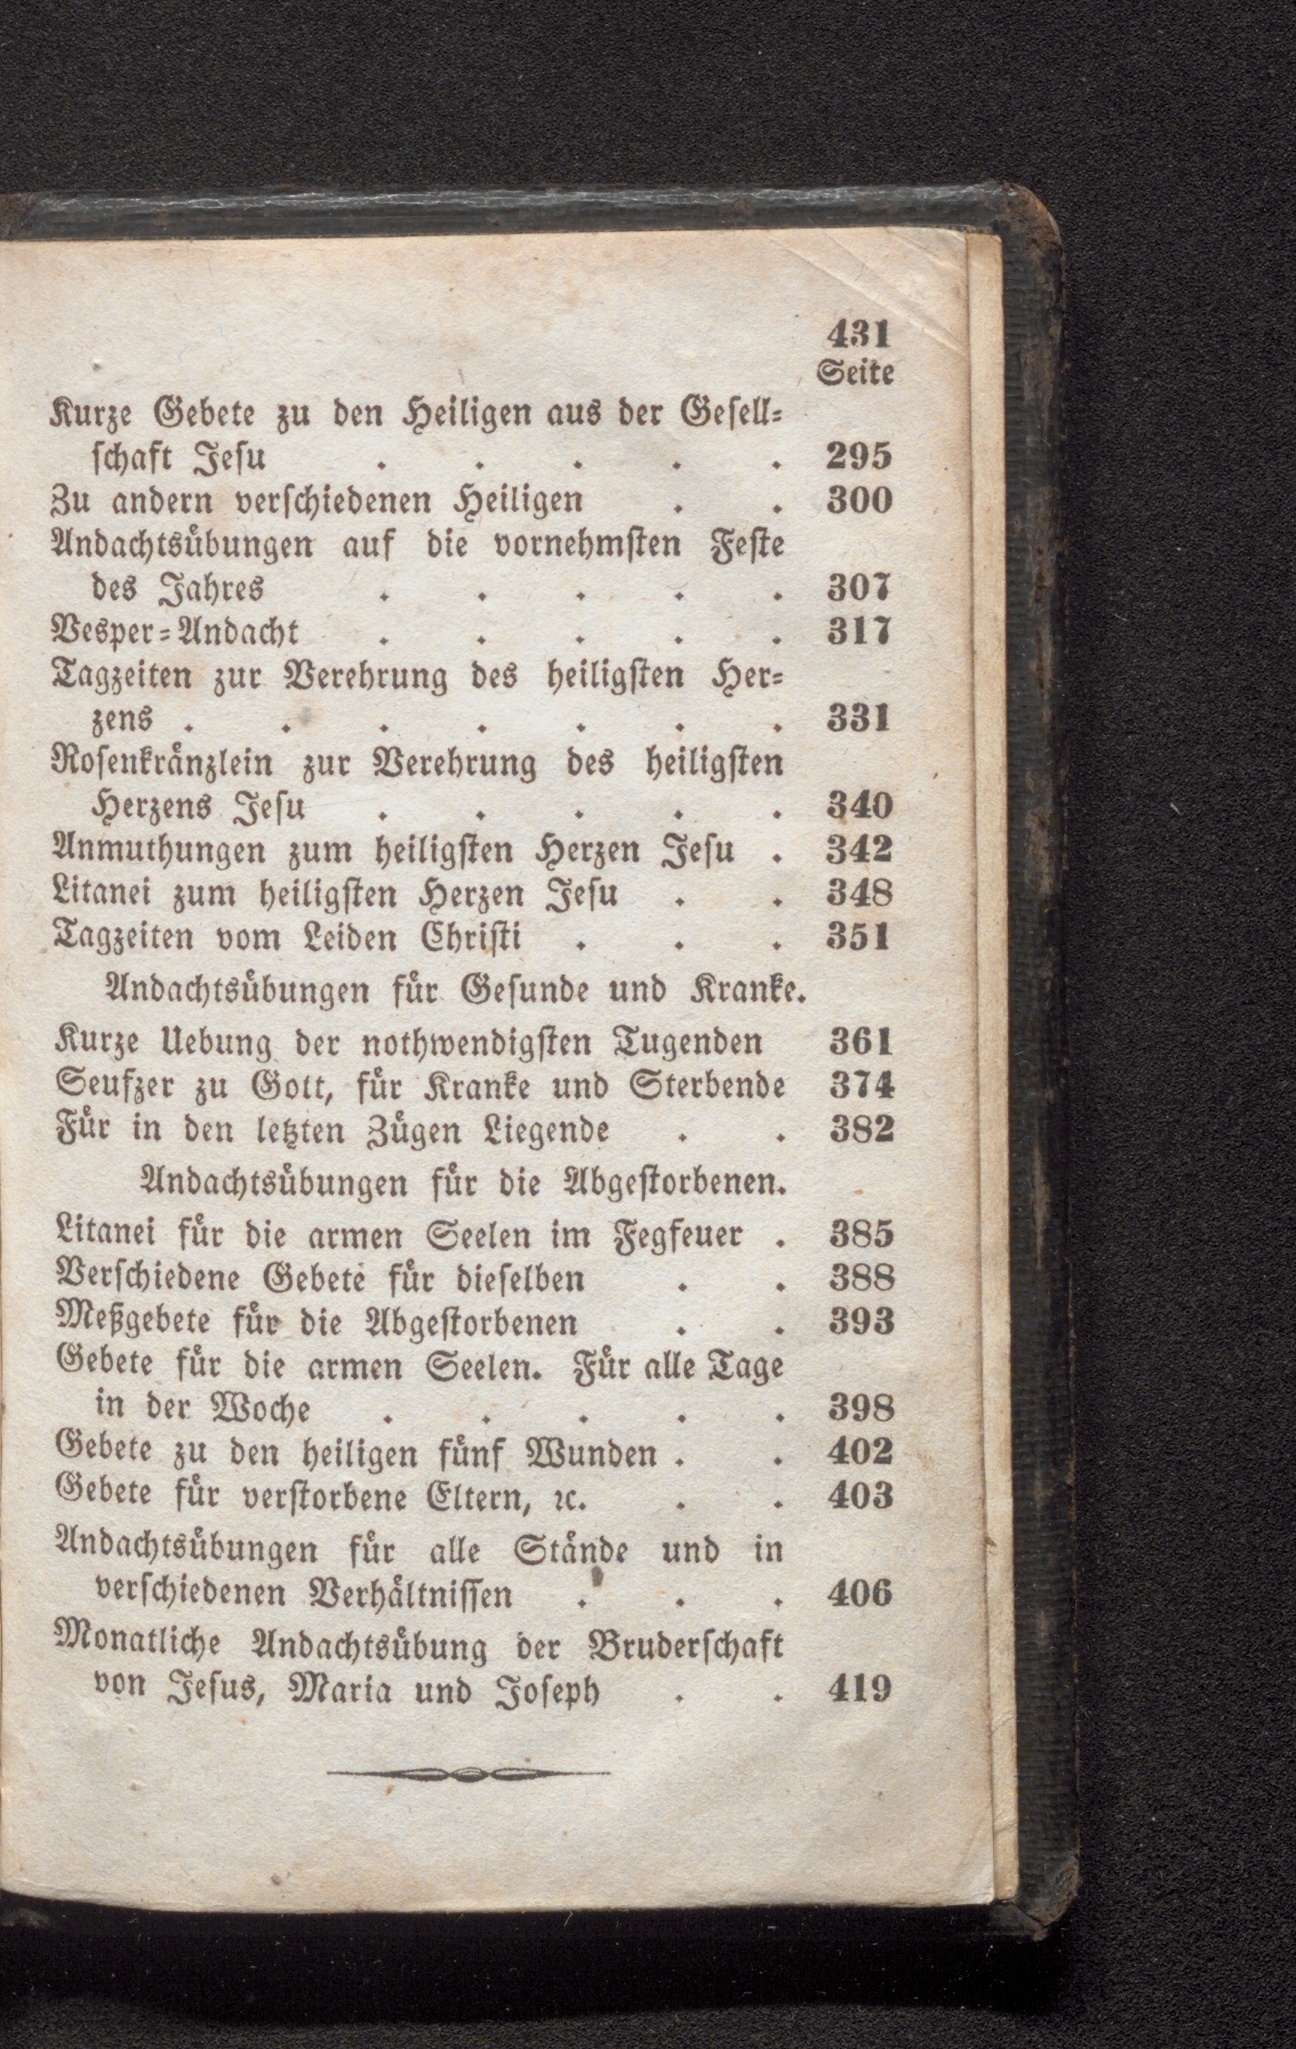 431
Seite
Kurze Gebete zu den Heiligen aus der Gesell-
schaft Jesu . . . . . 295
Zu andern verschiedenen Heiligen . . 300
Andachtsübungen auf die vornehmsten Feste
des Jahres . . . . . 307
Vesper-Andacht . . . . . 317
Tagzeiten zur Verehrung des heiligsten Her-
zens . . . . . . . 331
Rosenkränzlein zur Verehrung des heiligsten
Herzens Jesu . . . . . 340
Anmuthungen zum heiligsten Herzen Jesu . 342
Litanei zum heiligsten Herzen Jesu . . 348
Tagzeiten vom Leiden Christi . . . 351
Andachtsübungen für Gesunde und Kranke.
Kurze Uebung der nothwendigsten Tugenden 361
Seufzer zu Gott, für Kranke und Sterbende 374
Für in den letzten Zügen Liegende . . 382
Andachtsübungen für die Abgestorbenen.
Litanei für die armen Seelen im Fegfeuer . 385
Verschiedene Gebete für dieselben . . 388
Meßgebete für die Abgestorbenen . . 393
Gebete für die armen Seelen. Für alle Tage
in der Woche . . . . . 398
Gebete zu den heiligen fünf Wunden . . 402
Gebete für verstorbene Eltern, ꝛc. . . 403
Andachtsübungen für alle Stände und in
verschiedenen Verhältnissen . . . 406
Monatliche Andachtsübung der Bruderschaft
von Jesus, Maria und Joseph . . 419